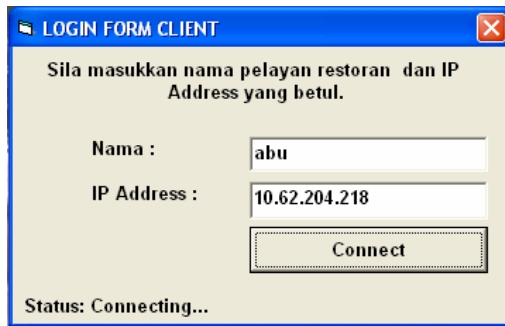 LOGIN FORM CLIENT
Sila masukkan nama pelayan restoran dan IP
Address yang betul.
Nama : abu
IP Address : 10.62.204.218
Connect
Status: Connecting...